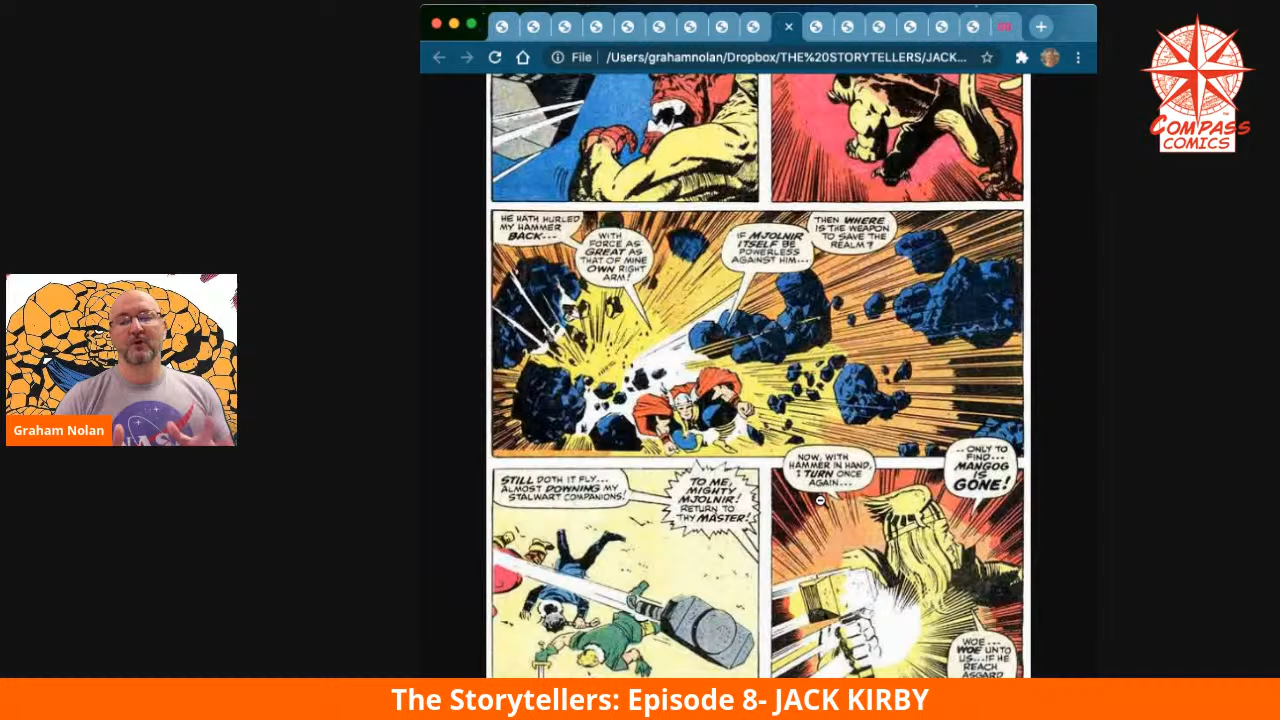 File
/Users/grahamnolan/Dropbox/THE%20STORYTELLERS/JACK...
COMPASS
COMICS
HE HATH HURLED
MY HAMMER
BACK---
WITH
FORCE AS
GREAT AS
THAT OF MINE
OWN RIGHT
ARM!
IF MJOLNIR
ITSELF BE
POWERLESS
AGAINST HIM...
THEN WHERE
IS THE WEAPON
TO SAVE THE
REALM?
STILL DOTH IT FLY...
ALMOST DOWNING MY
STALWART COMPANIONS!
TO ME,
MIGHTY
MJOLNIR!
RETURN TO
THY MASTER!
NOW, WITH
HAMMER IN HAND,
I TURN ONCE
AGAIN---
--ONLY TO
FIND---
MANGOG
IS
GONE!
WOE---
WOE UNTO
US...IF HE
REACH
ASGARD
Graham Nolan
NASA
The Storytellers: Episode 8- JACK KIRBY